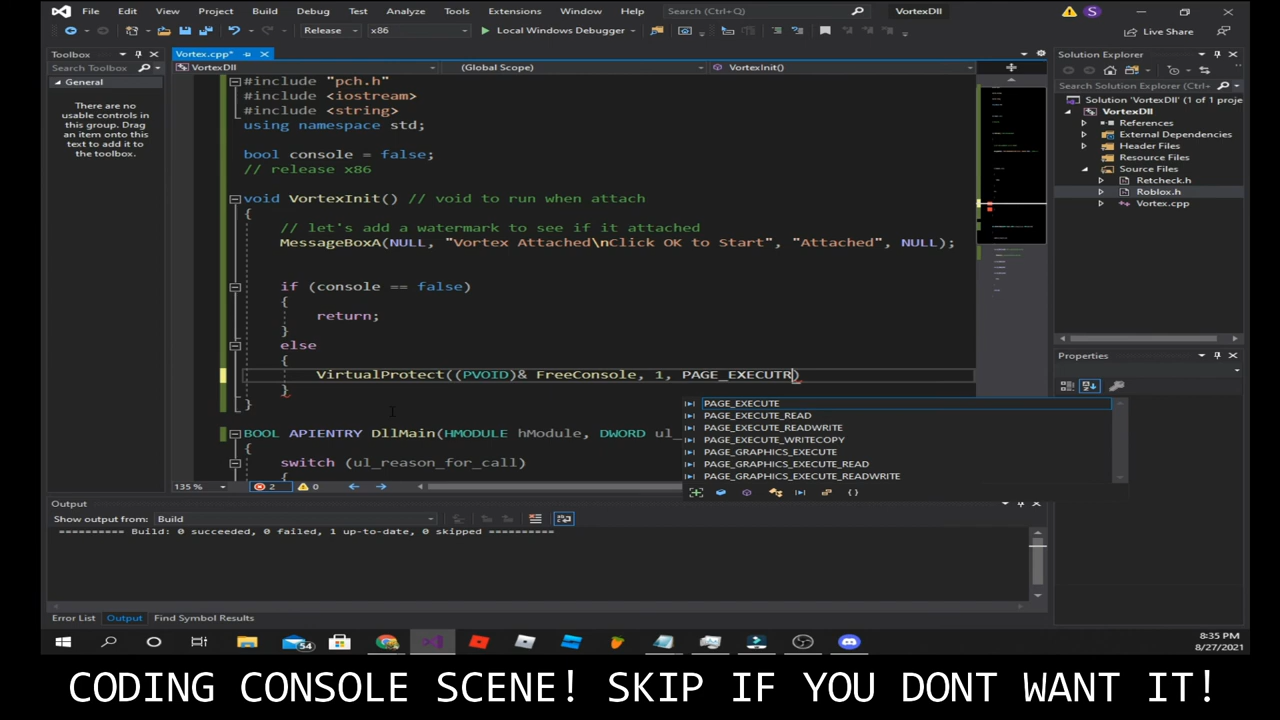 File Edit View Project Build Debug Test Analyze Tools Extensions Window Help Search (Ctrl+Q) VortexDll S
Release x86 Local Windows Debugger Live Share
Toolbox
Search Toolbox
General
There are no
usable controls in
this group. Drag
an item onto this
text to add it to
the toolbox.
Vortex.cpp*
VortexDll (Global Scope) VortexInit()
#include "pch.h"
#include <iostream>
#include <string>
using namespace std;
bool console = false;
// release x86
void VortexInit() // void to run when attach
{
// let's add a watermark to see if it attached
MessageBoxA(NULL, "Vortex Attached\nClick OK to Start", "Attached", NULL);
if (console == false)
{
return;
}
else
{
VirtualProtect((PVOID)& FreeConsole, 1, PAGE_EXECUTR)
}
}
BOOL APIENTRY DllMain(HMODULE hModule, DWORD ul_
{
switch (ul_reason_for_call)
{
PAGE_EXECUTE
PAGE_EXECUTE_READ
PAGE_EXECUTE_READWRITE
PAGE_EXECUTE_WRITECOPY
PAGE_GRAPHICS_EXECUTE
PAGE_GRAPHICS_EXECUTE_READ
PAGE_GRAPHICS_EXECUTE_READWRITE
135 % 2 0
Solution Explorer
Search Solution Explorer (Ctrl+
Solution 'VortexDll' (1 of 1 proje
VortexDll
References
External Dependencies
Header Files
Resource Files
Source Files
Retcheck.h
Roblox.h
Vortex.cpp
Properties
Output
Show output from: Build
========== Build: 0 succeeded, 0 failed, 1 up-to-date, 0 skipped ==========
Error List Output Find Symbol Results
54
8:35 PM
8/27/2021
CODING CONSOLE SCENE! SKIP IF YOU DONT WANT IT!